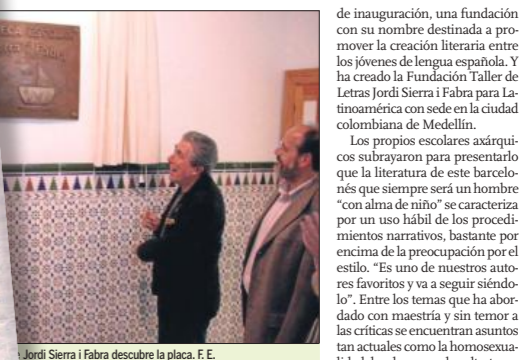 Jordi Sierra i Fabra descubre la placa. F. E.
de inauguración, una fundación
con su nombre destinada a pro-
mover la creación literaria entre
los jóvenes de lengua española. Y
ha creado la Fundación Taller de
Letras Jordi Sierra i Fabra para La-
tinoamérica con sede en la ciudad
colombiana de Medellín.
Los propios escolares axárqui-
cos subrayaron para presentarlo
que la literatura de este barcelo-
nés que siempre será un hombre
“con alma de niño” se caracteriza
por un uso hábil de los procedi-
mientos narrativos, bastante por
encima de la preocupación por el
estilo. “Es uno de nuestros auto-
res favoritos y va a seguir siéndo-
lo”. Entre los temas que ha abor-
dado con maestría y sin temor a
las críticas se encuentran asuntos
tan actuales como la homosexua-